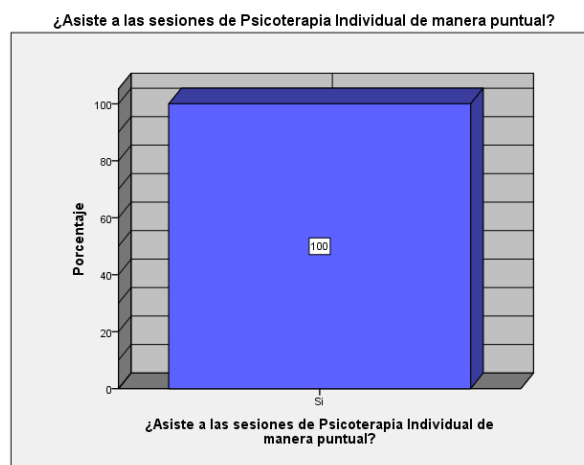 ¿Asiste a las sesiones de Psicoterapia Individual de manera puntual?
100
80
60
40
20
0
Porcentaje
100
Si
¿Asiste a las sesiones de Psicoterapia Individual de
manera puntual?